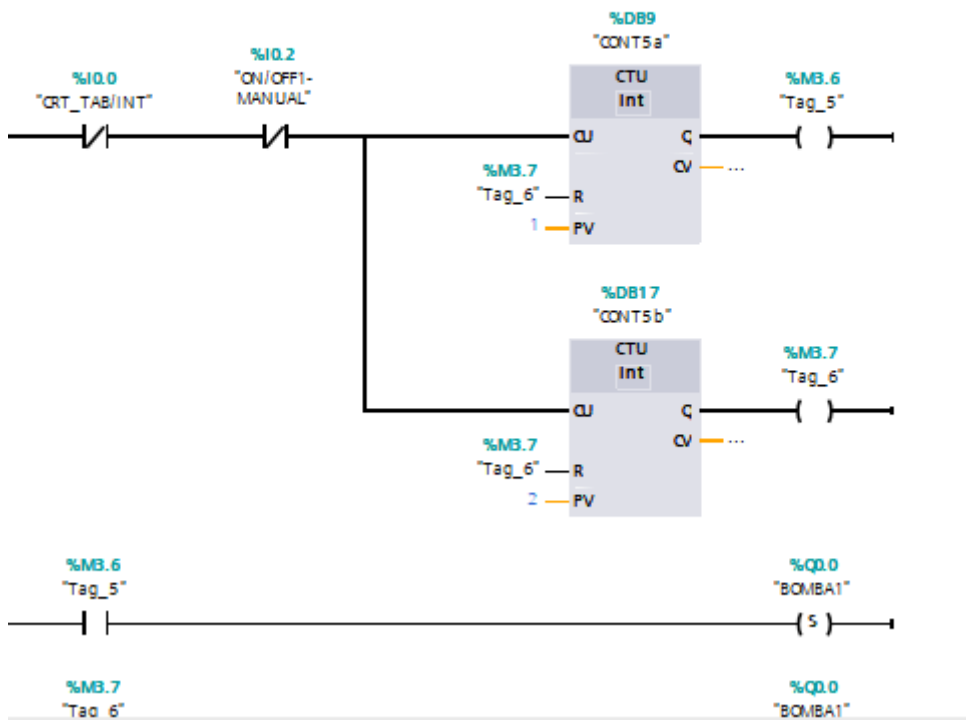 %DB9
"CONT5a"
%I0.2
"ON/OFF1-
MANUAL"
%I0.0
"CRT_TAB/INT"
CTU
Int
%M3.6
"Tag_5"
CU
Q
CV
...
%M3.7
"Tag_6"
R
1
PV
%DB17
"CONT5b"
CTU
Int
%M3.7
"Tag_6"
CU
Q
CV
...
%M3.7
"Tag_6"
R
2
PV
%M3.6
"Tag_5"
%Q0.0
"BOMBA1"
S
%M3.7
"Tag_6"
%Q0.0
"BOMBA1"